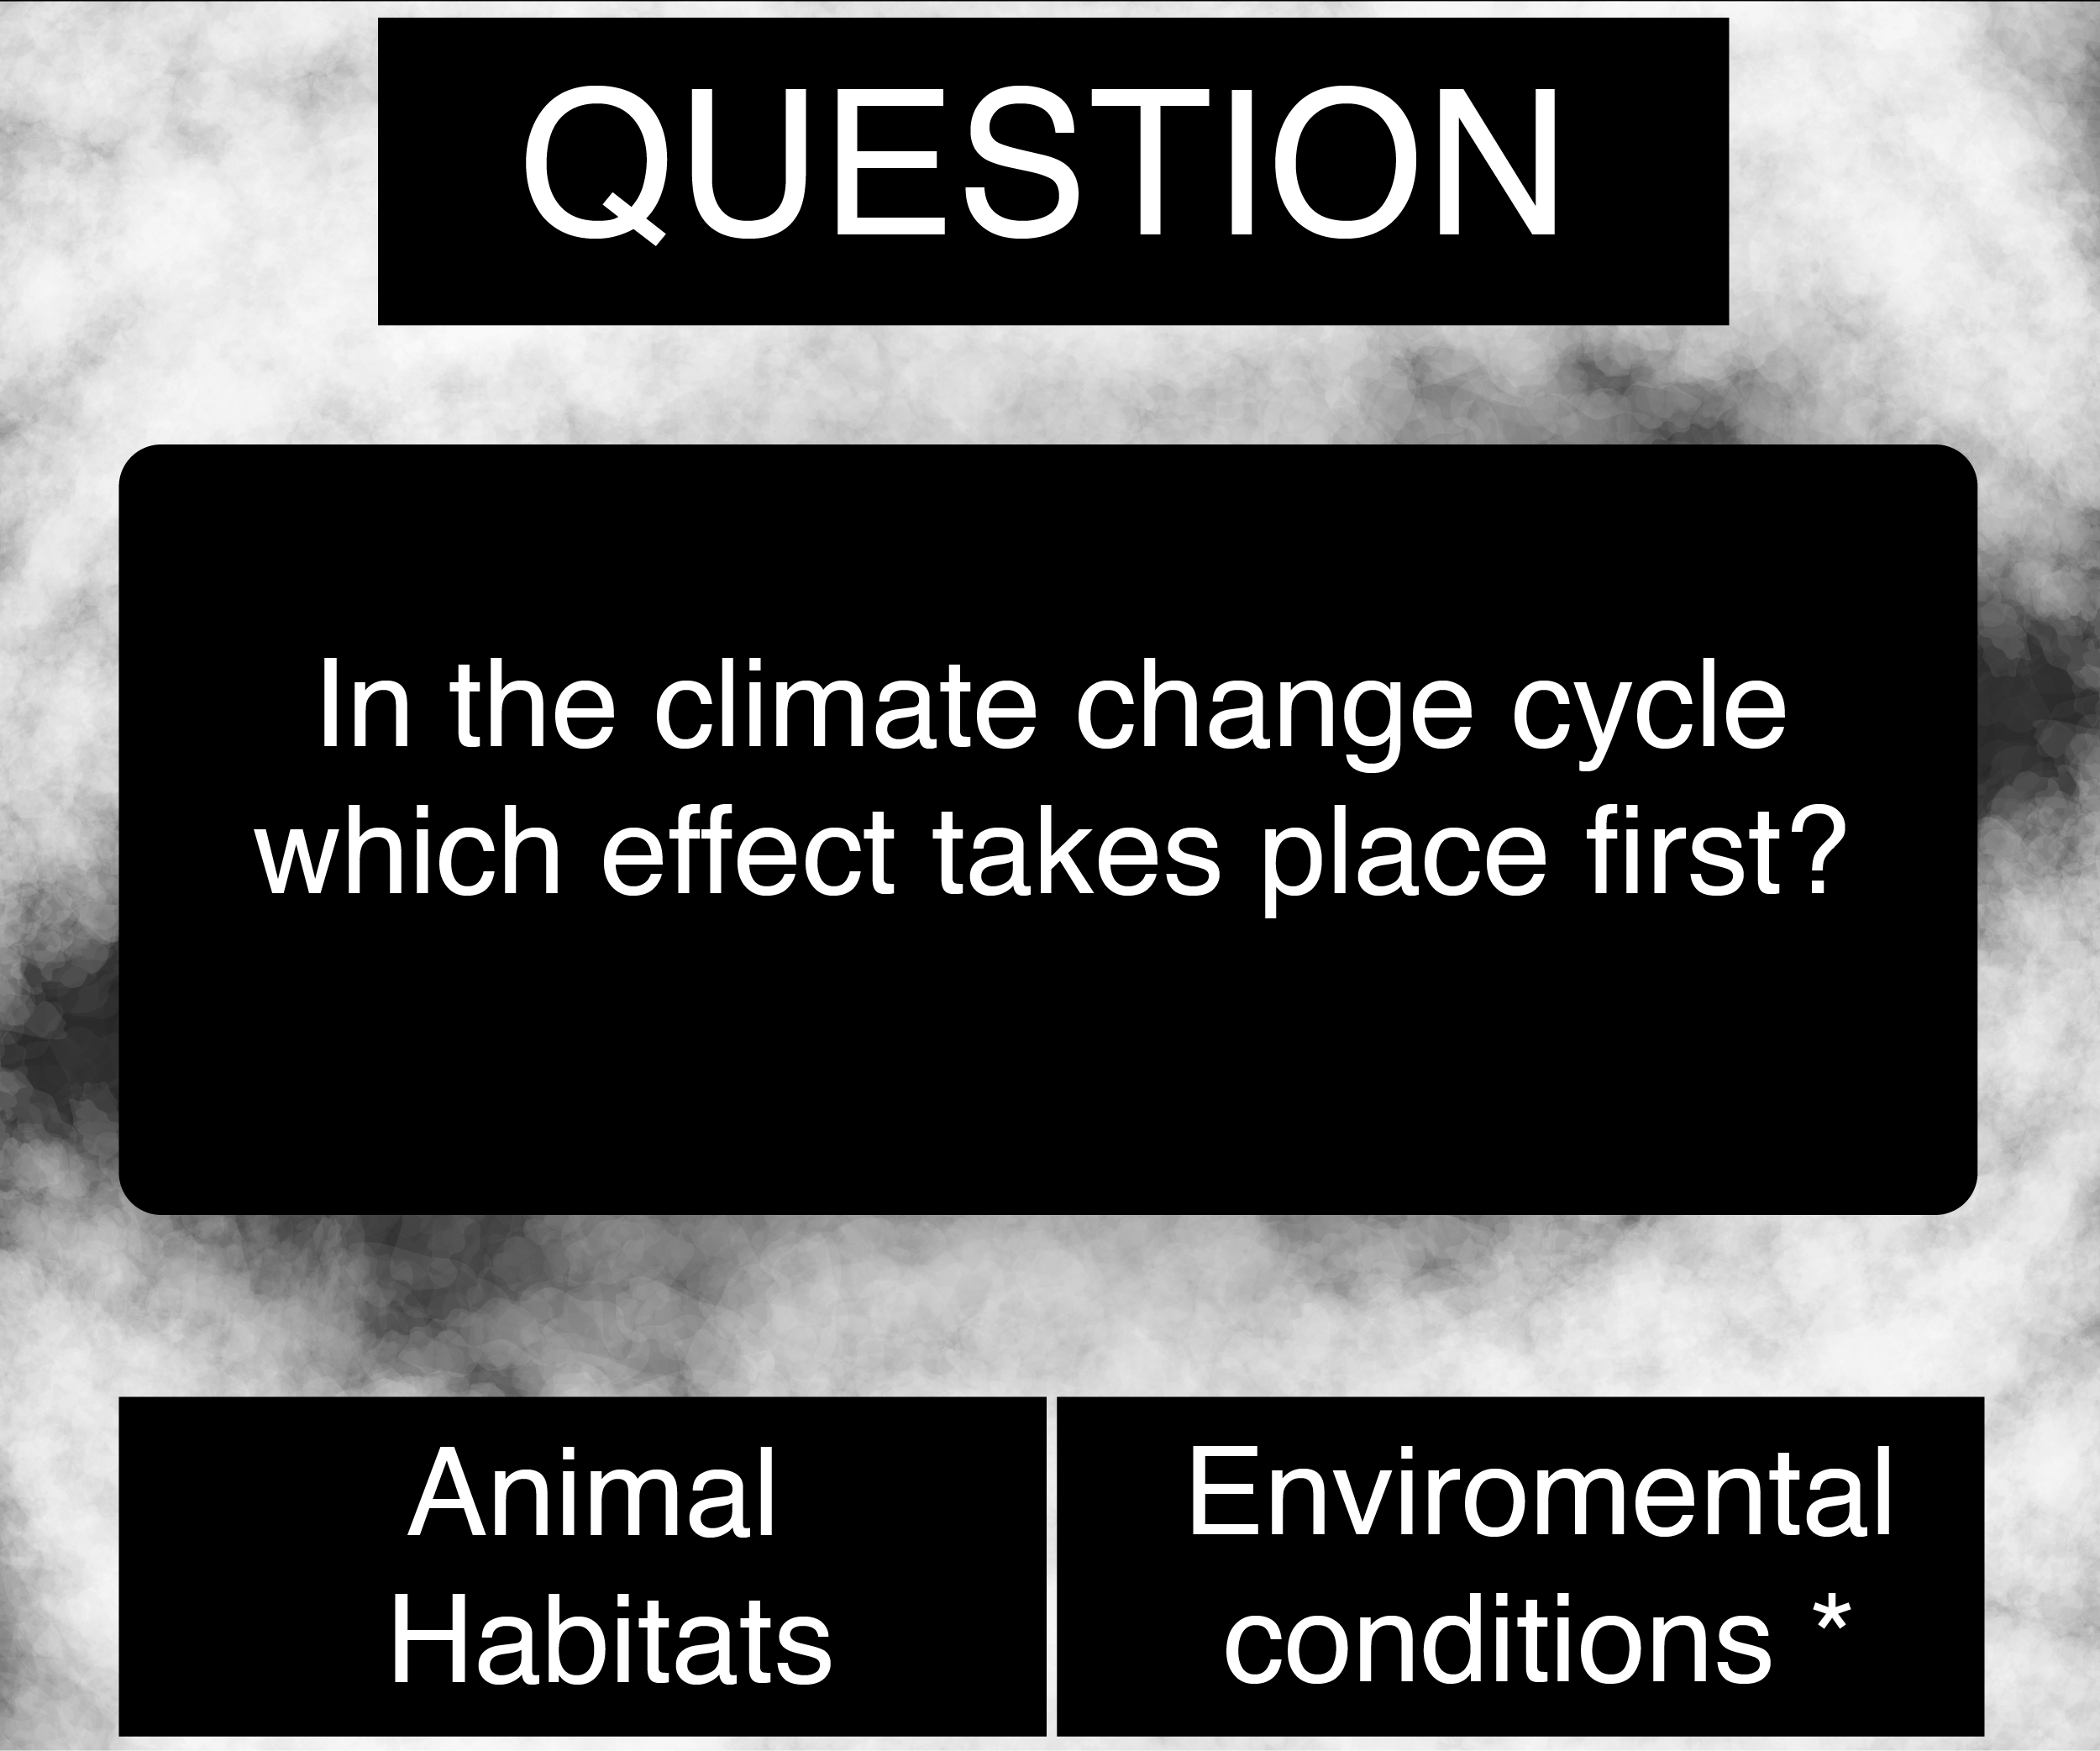 QUESTION
In the climate change cycle
which effect takes place first?
Animal
Habitats
Enviromental
conditions *